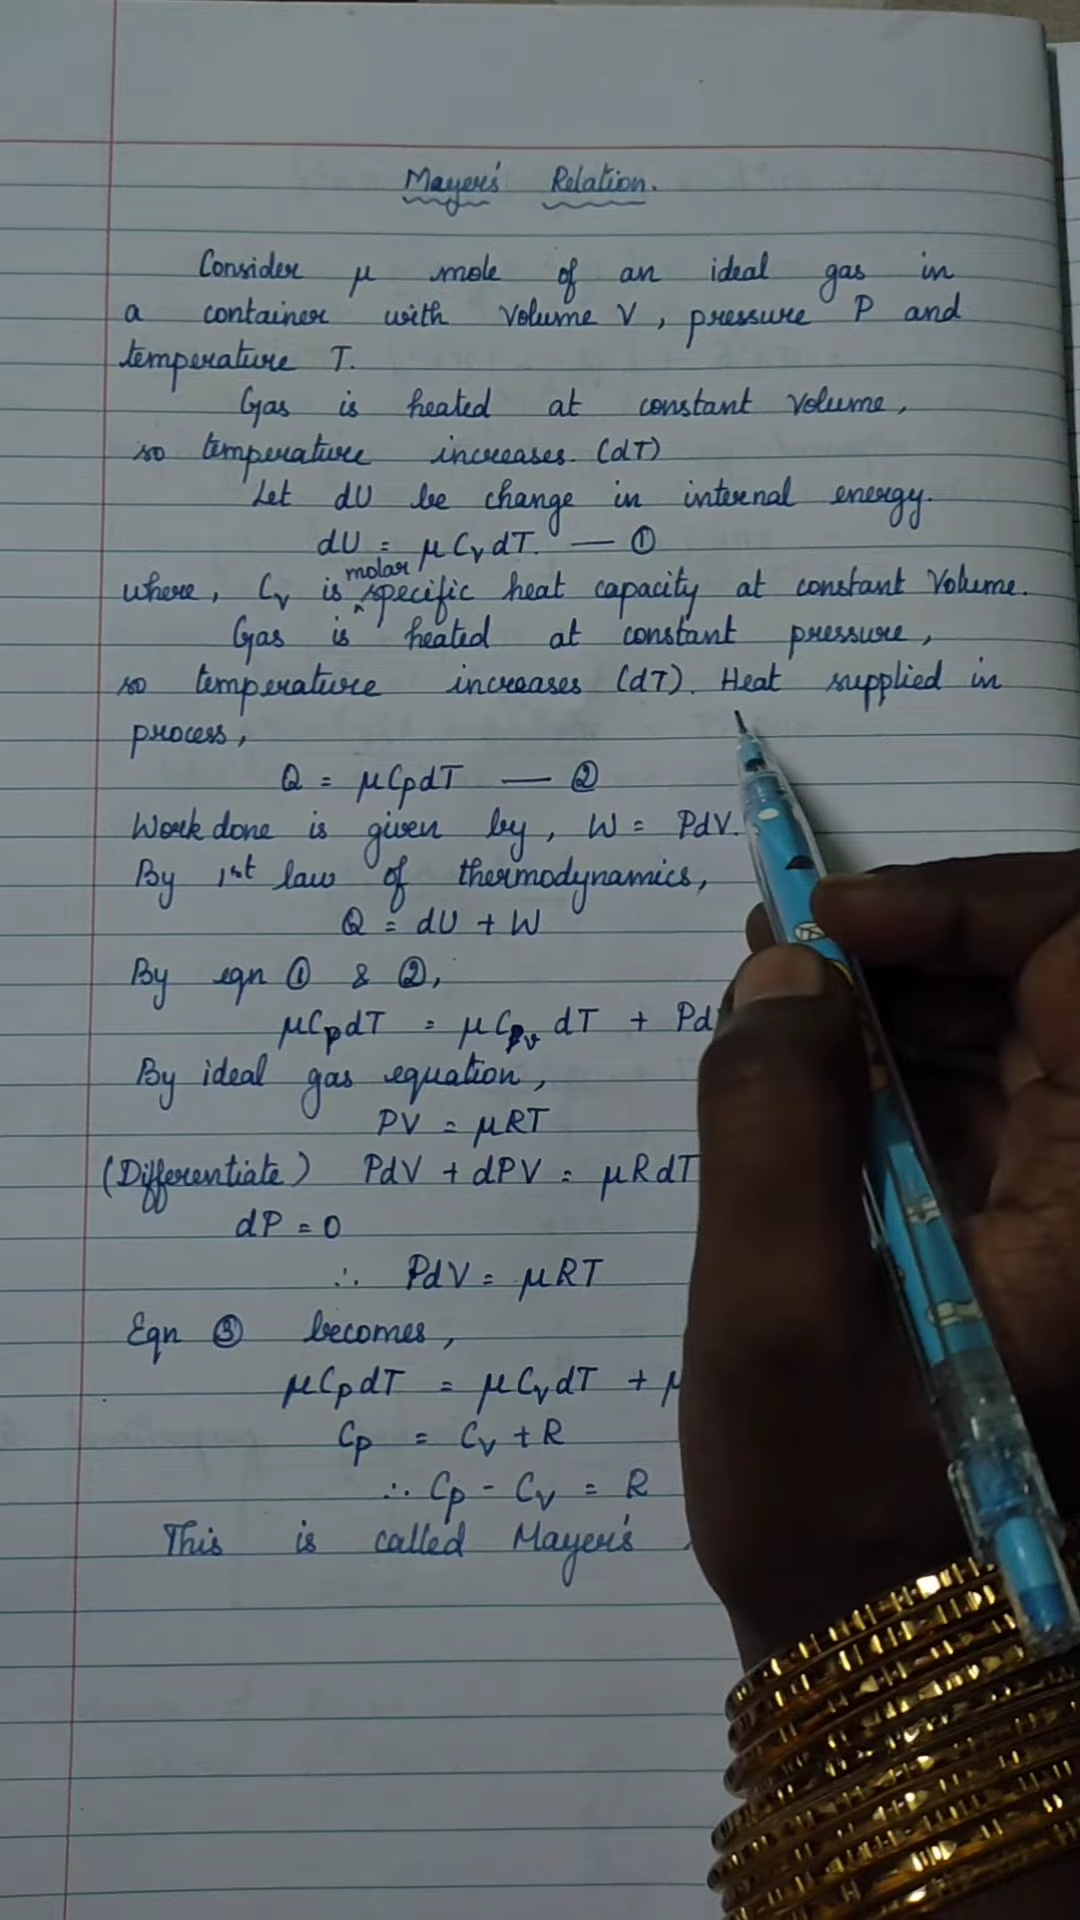 Mayer's Relation.
Consider μ mole of an ideal gas in
a container with volume V, pressure P and
temperature T.
Gas is heated at constant volume,
so temperature increases. (dT)
Let dU be change in internal energy.
dU = μCvdT. — ①
molar
where, Cv is ^ specific heat capacity at constant Volume.
Gas is heated at constant pressure,
so temperature increases (dT). Heat supplied in
process,
Q = μCpdT — ②
Work done is given by, W = PdV.
By 1st law of thermodynamics,
Q = dU + W
By eqn ① & ②,
μCpdT = μCv dT + Pd
By ideal gas equation,
PV = μRT
(Differentiate) PdV + dPV = μRdT
dP = 0
∴ PdV = μRT
Eqn ③ becomes,
μCpdT = μCvdT + μ
Cp = Cv + R
∴ Cp - Cv = R
This is called Mayer's